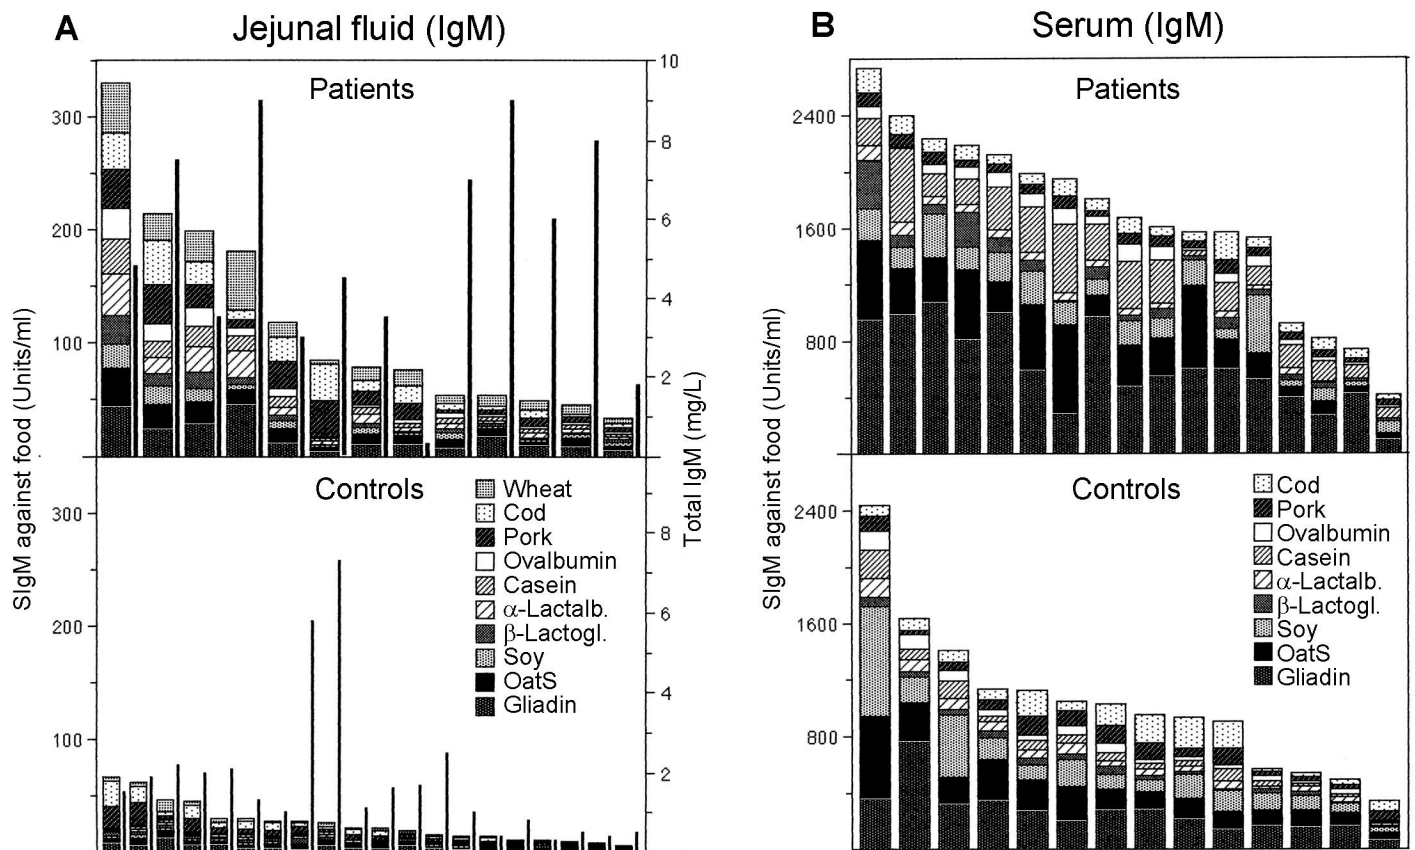 A Jejunal fluid (IgM)
Patients
300
200
100
10
8
6
4
2
SIgM against food (Units/ml)
Total IgM (mg/L)
Controls
300
200
100
8
6
4
2
Wheat
Cod
Pork
Ovalbumin
Casein
α-Lactalb.
β-Lactogl.
Soy
OatS
Gliadin
B Serum (IgM)
Patients
2400
1600
800
SIgM against food (Units/ml)
Controls
2400
1600
800
Cod
Pork
Ovalbumin
Casein
α-Lactalb.
β-Lactogl.
Soy
OatS
Gliadin